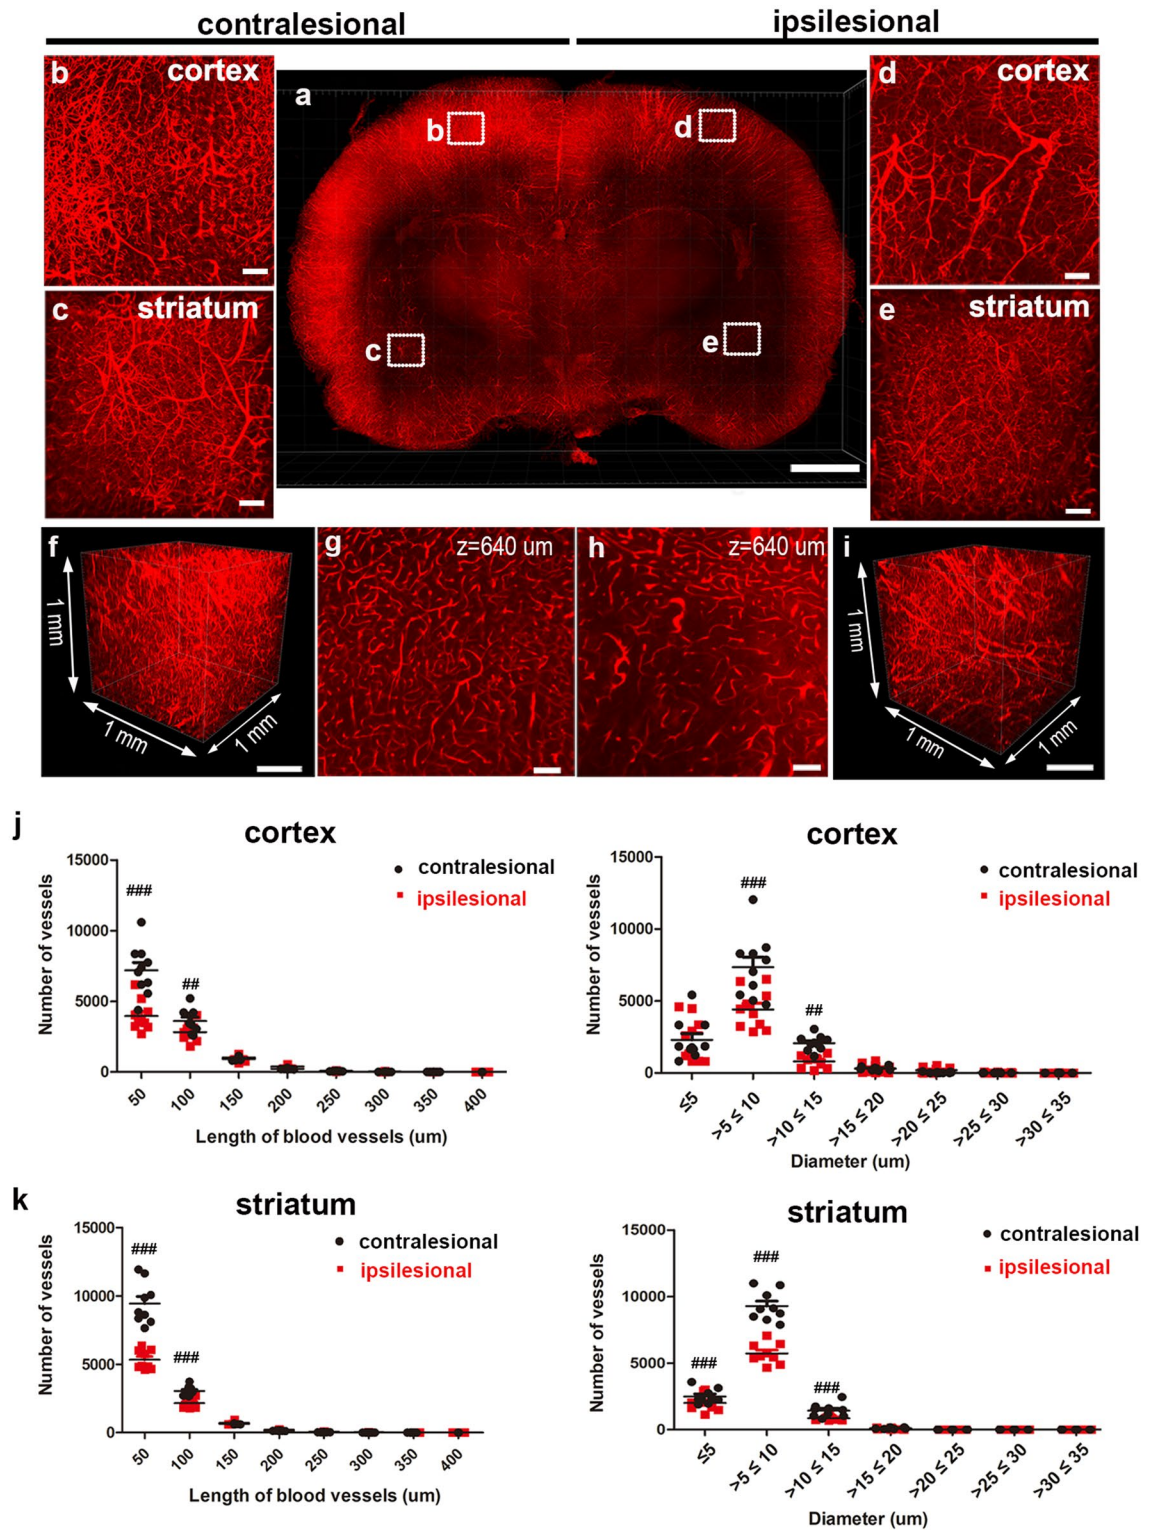 contralesional
ipsilesional
b
cortex
a
b
d
c
e
d
cortex
c
striatum
e
striatum
f
1 mm
1 mm
1 mm
g
z=640 um
h
z=640 um
i
1 mm
1 mm
1 mm
j
cortex
Number of vessels
15000
10000
5000
0
###
##
contralesional
ipsilesional
50
100
150
200
250
300
350
400
Length of blood vessels (um)
cortex
Number of vessels
15000
10000
5000
0
###
##
contralesional
ipsilesional
≤5
>5 ≤ 10
>10 ≤ 15
>15 ≤ 20
>20 ≤ 25
>25 ≤ 30
>30 ≤ 35
Diameter (um)
k
striatum
Number of vessels
15000
10000
5000
0
###
###
contralesional
ipsilesional
50
100
150
200
250
300
350
400
Length of blood vessels (um)
striatum
Number of vessels
15000
10000
5000
0
###
###
###
contralesional
ipsilesional
≤5
>5 ≤ 10
>10 ≤ 15
>15 ≤ 20
>20 ≤ 25
>25 ≤ 30
>30 ≤ 35
Diameter (um)